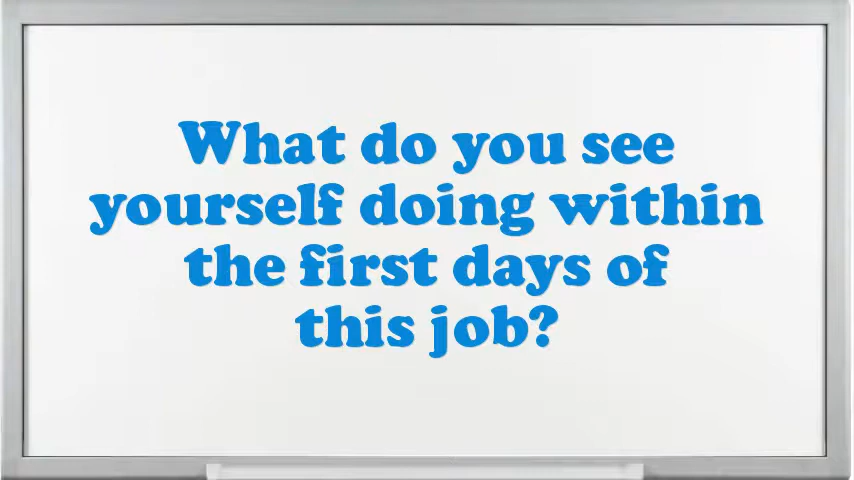 What do you see
yourself doing within
the first days of
this job?